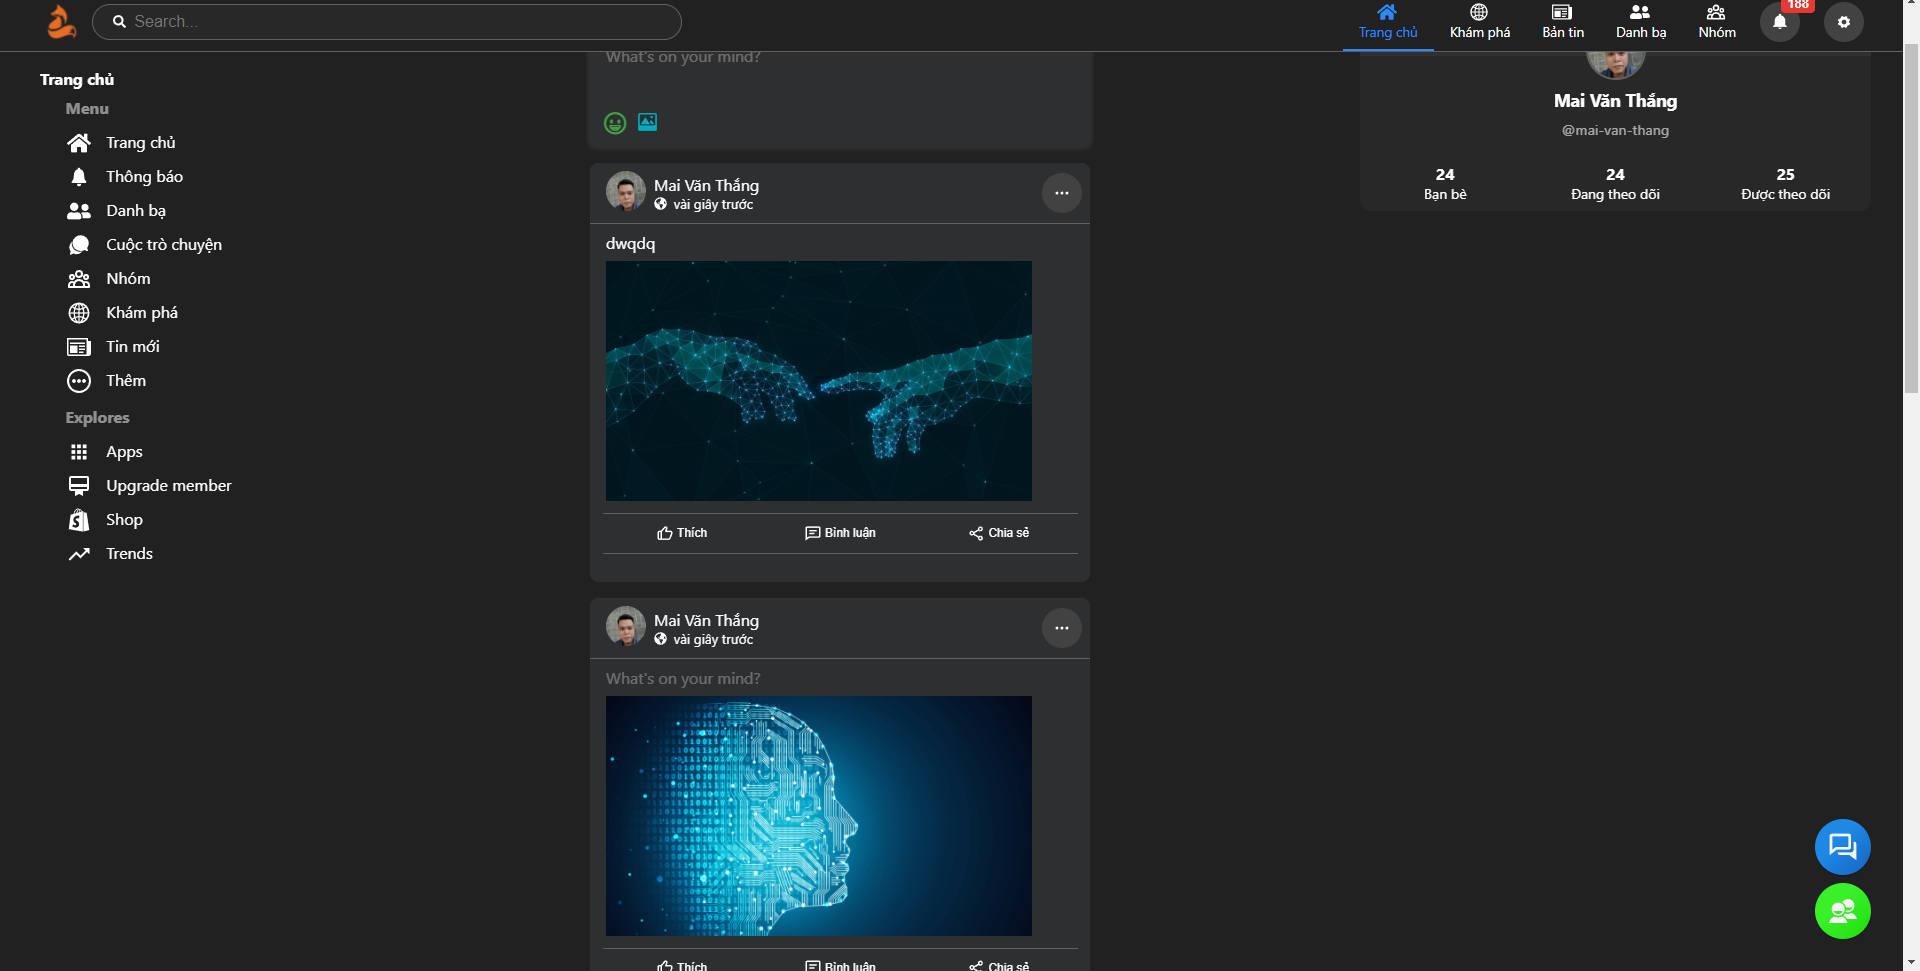 Search...
Trang chủ
Khám phá
Bản tin
Danh bạ
Nhóm
188
Trang chủ
Menu
Trang chủ
Thông báo
Danh bạ
Cuộc trò chuyện
Nhóm
Khám phá
Tin mới
Thêm
Explores
Apps
Upgrade member
Shop
Trends
What's on your mind?
Mai Văn Thắng
vài giây trước
dwqdq
Thích
Bình luận
Chia sẻ
Mai Văn Thắng
vài giây trước
What's on your mind?
Thích
Bình luận
Chia sẻ
Mai Văn Thắng
@mai-van-thang
24
Bạn bè
24
Đang theo dõi
25
Được theo dõi